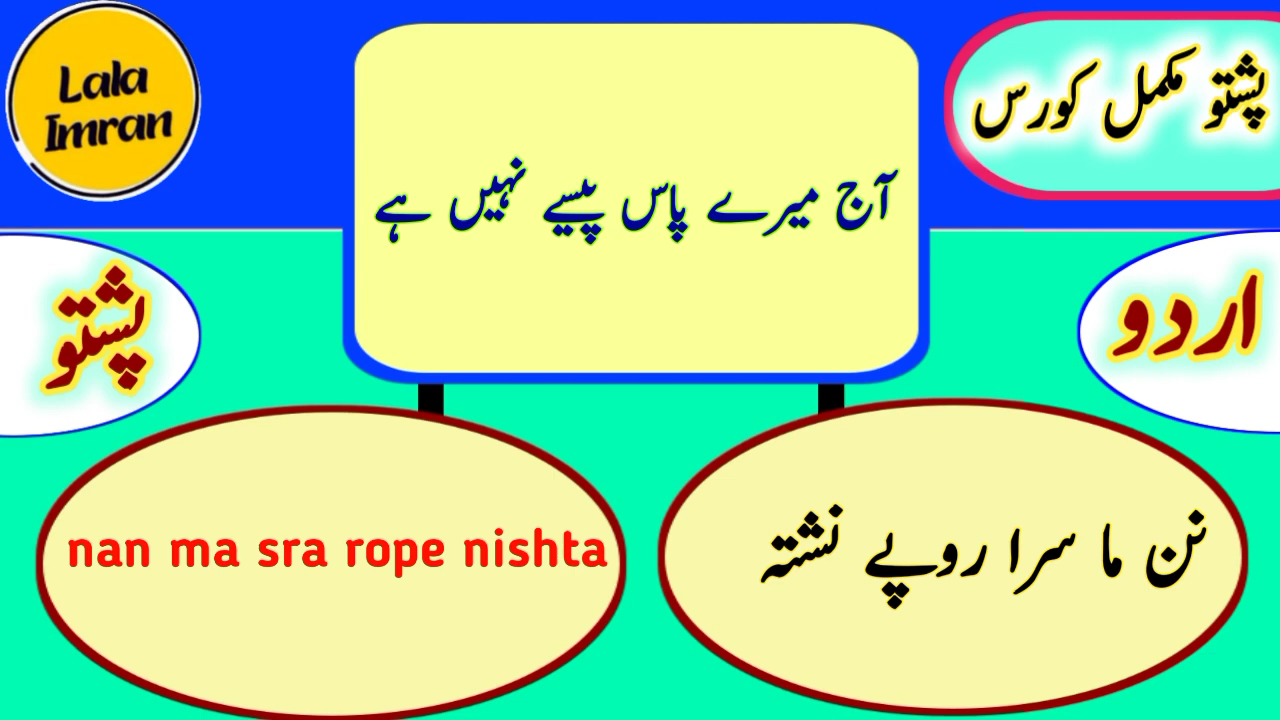 Lala
Imran
پشتو مکمل کورس
آج میرے پاس پیسے نہیں ہے
پشتو
اردو
nan ma sra rope nishta
نن ما سرا روپے نشتہ